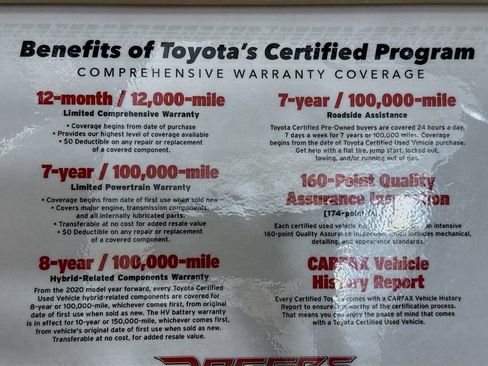 Benefits of Toyota's Certified Program
COMPREHENSIVE WARRANTY COVERAGE
12-month / 12,000-mile
Limited Comprehensive Warranty
• Coverage begins from date of purchase
• Provides our highest level of coverage available
• $0 Deductible on any repair or replacement
of a covered component.
7-year / 100,000-mile
Limited Powertrain Warranty
• Coverage begins from date of first use when sold new
• Covers major engine, transmission components
and all internally lubricated parts.
• Transferable at no cost for added resale value
• $0 Deductible on any repair or replacement
of a covered component.
8-year / 100,000-mile
Hybrid-Related Components Warranty
From the 2020 model year forward, every Toyota Certified
Used Vehicle hybrid-related components are covered for
8-year or 100,000-mile, whichever comes first, from original
date of first use when sold as new. The HV battery warranty
is in effect for 10-year or 150,000-mile, whichever comes first,
from vehicle's original date of first use when sold as new.
Transferable at no cost, for added resale value.
7-year / 100,000-mile
Roadside Assistance
Toyota Certified Pre-Owned buyers are covered 24 hours a day,
7 days a week for 7 years or 100,000 miles. Coverage
begins from the date of Toyota Certified Used Vehicle purchase.
Get help with a flat tire, jump start, locked out,
towing, and/or running out of gas.
160-Point Quality
Assurance Inspection
(174-point
Each certified used vehicle an intensive
160-point Quality Assurance Inspection, which includes mechanical,
detailing, and appearance standards.
CARFAX Vehicle
History Report
Every Certified Toyota comes with a CARFAX Vehicle History
Report to ensure the worthy of the certification process.
That means you can enjoy the peace of mind that comes
with a Toyota Certified Used Vehicle.